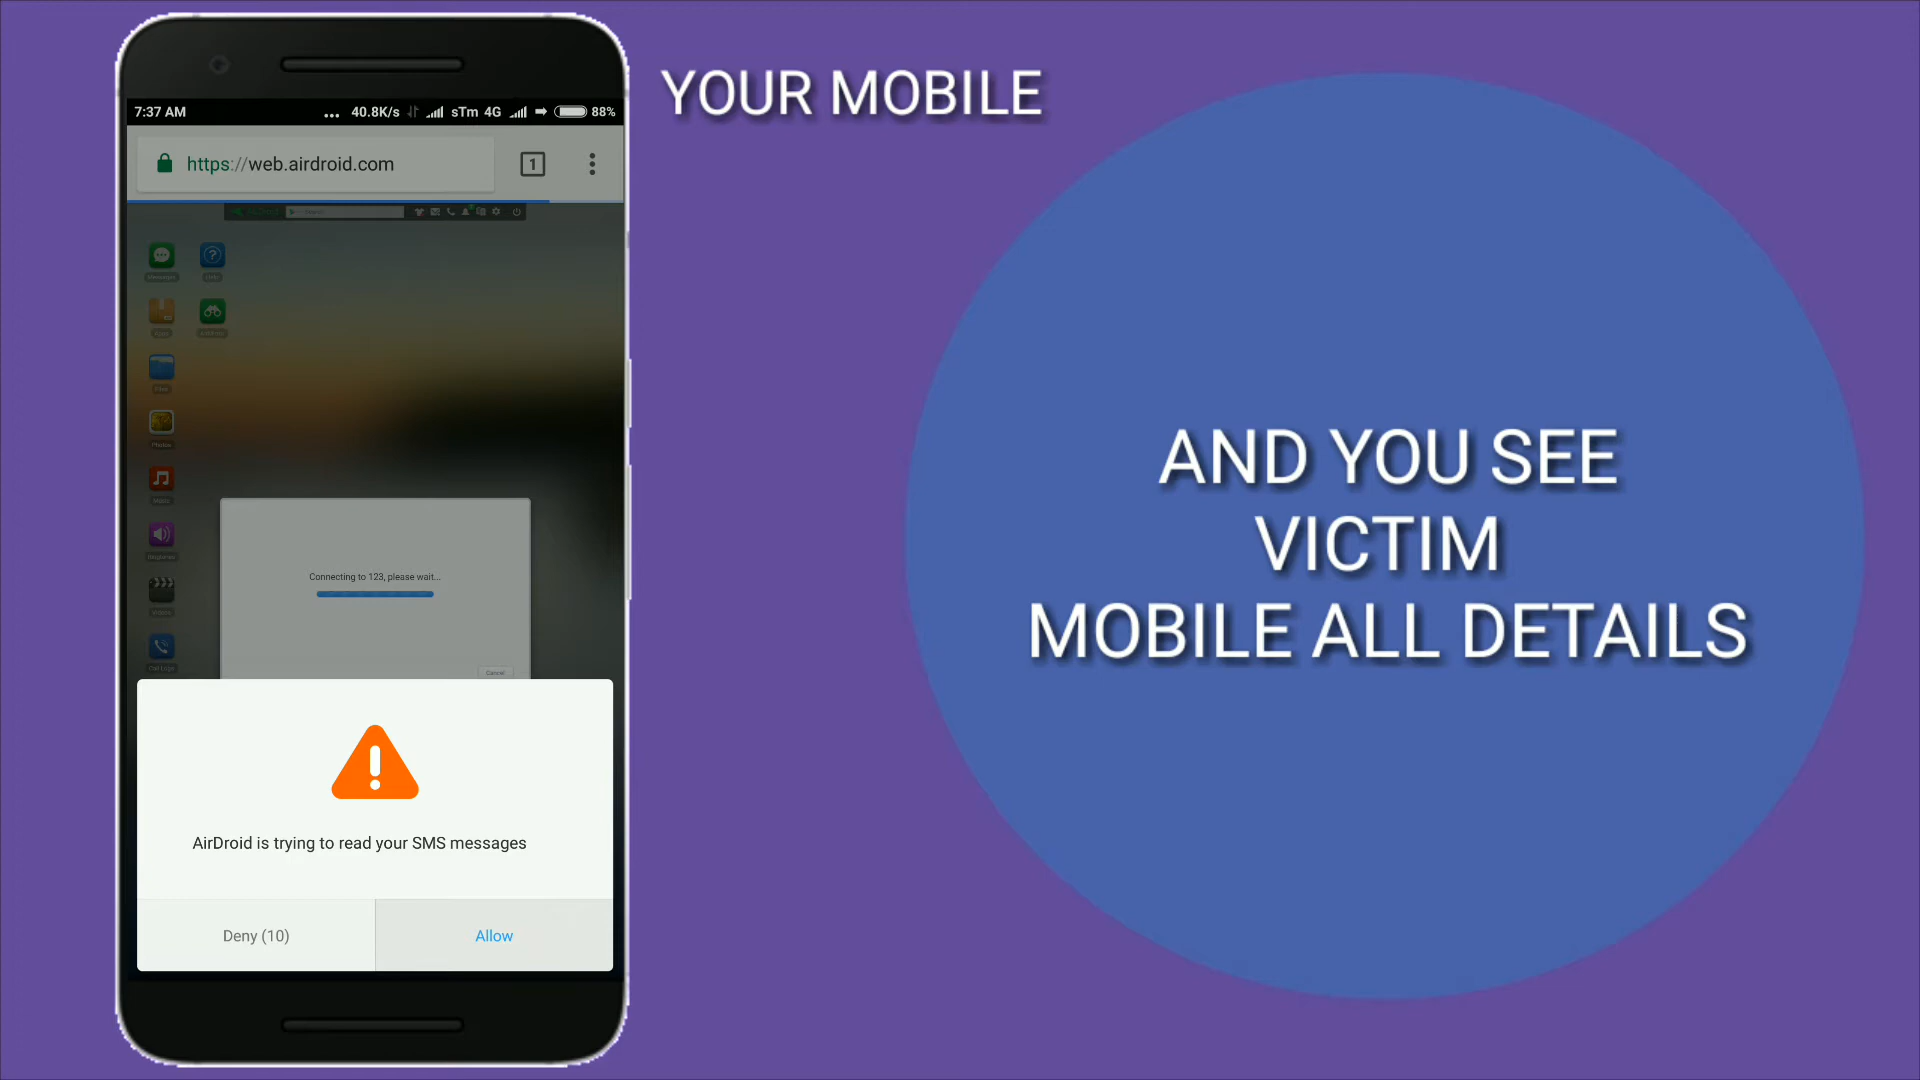 YOUR MOBILE
7:37 AM ... 40.8K/s sTm 4G 88%
https://web.airdroid.com 1
Connecting to 123, please wait...
Cancel
AirDroid is trying to read your SMS messages
Deny (10) Allow
AND YOU SEE
VICTIM
MOBILE ALL DETAILS